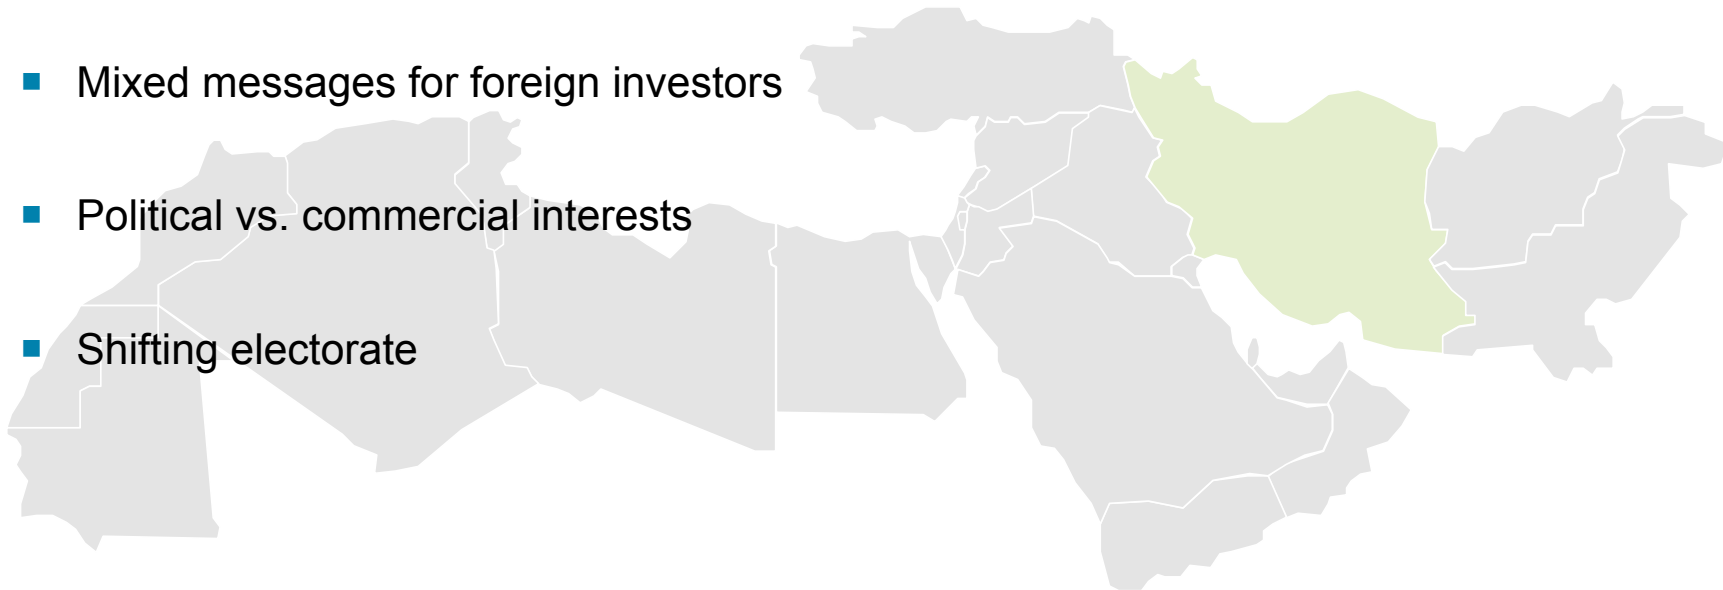 ▪ Mixed messages for foreign investors
▪ Political vs. commercial interests
▪ Shifting electorate